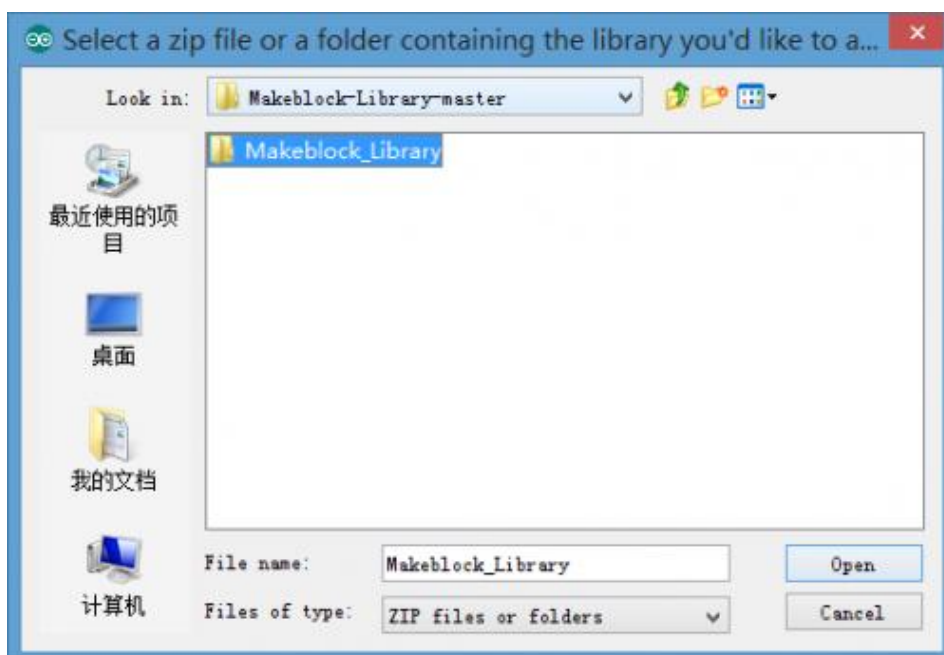 Select a zip file or a folder containing the library you'd like to a...
Look in:
Makeblock-Library-master
Makeblock_Library
最近使用的项
目
桌面
我的文档
计算机
File name:
Makeblock_Library
Open
Files of type:
ZIP files or folders
Cancel